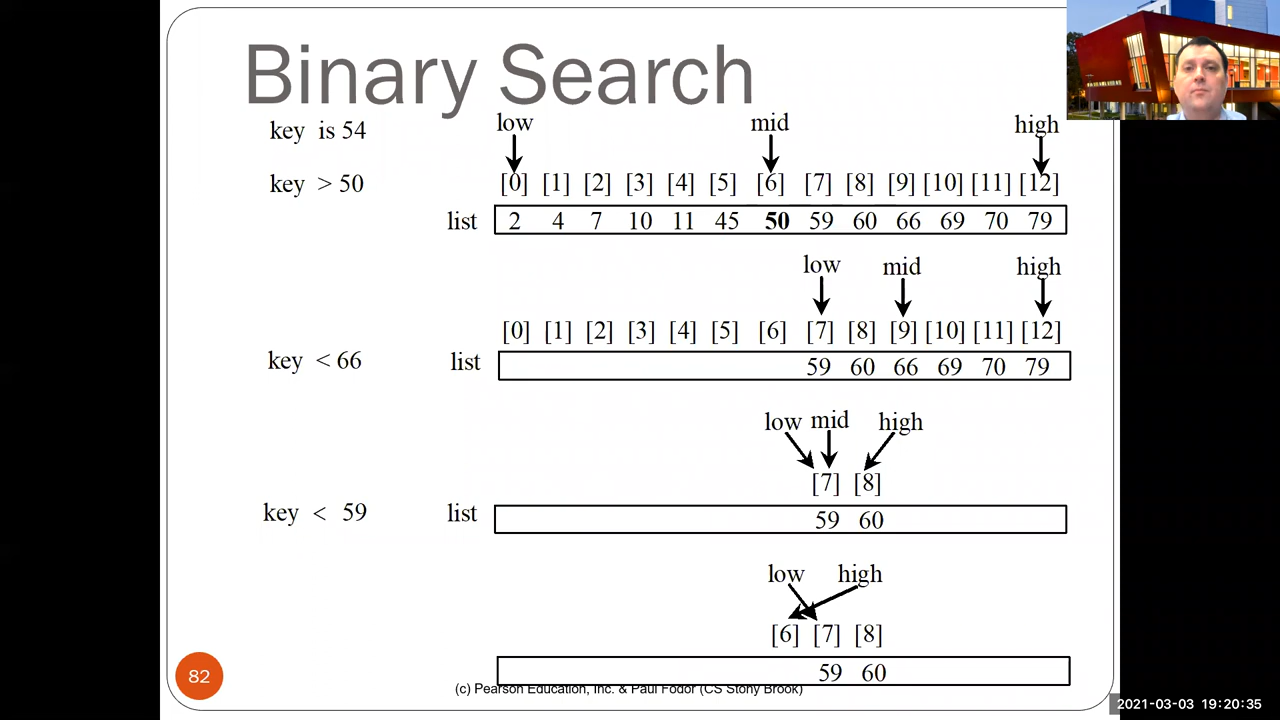 Binary Search
key is 54
low mid high
key > 50
[0] [1] [2] [3] [4] [5] [6] [7] [8] [9] [10] [11] [12]
list 2 4 7 10 11 45 50 59 60 66 69 70 79
low mid high
[0] [1] [2] [3] [4] [5] [6] [7] [8] [9] [10] [11] [12]
key < 66 list 59 60 66 69 70 79
low mid high
[7] [8]
key < 59 list 59 60
low high
[6] [7] [8]
59 60
82
(c) Pearson Education, Inc. & Paul Fodor (CS Stony Brook)
2021-03-03 19:20:35